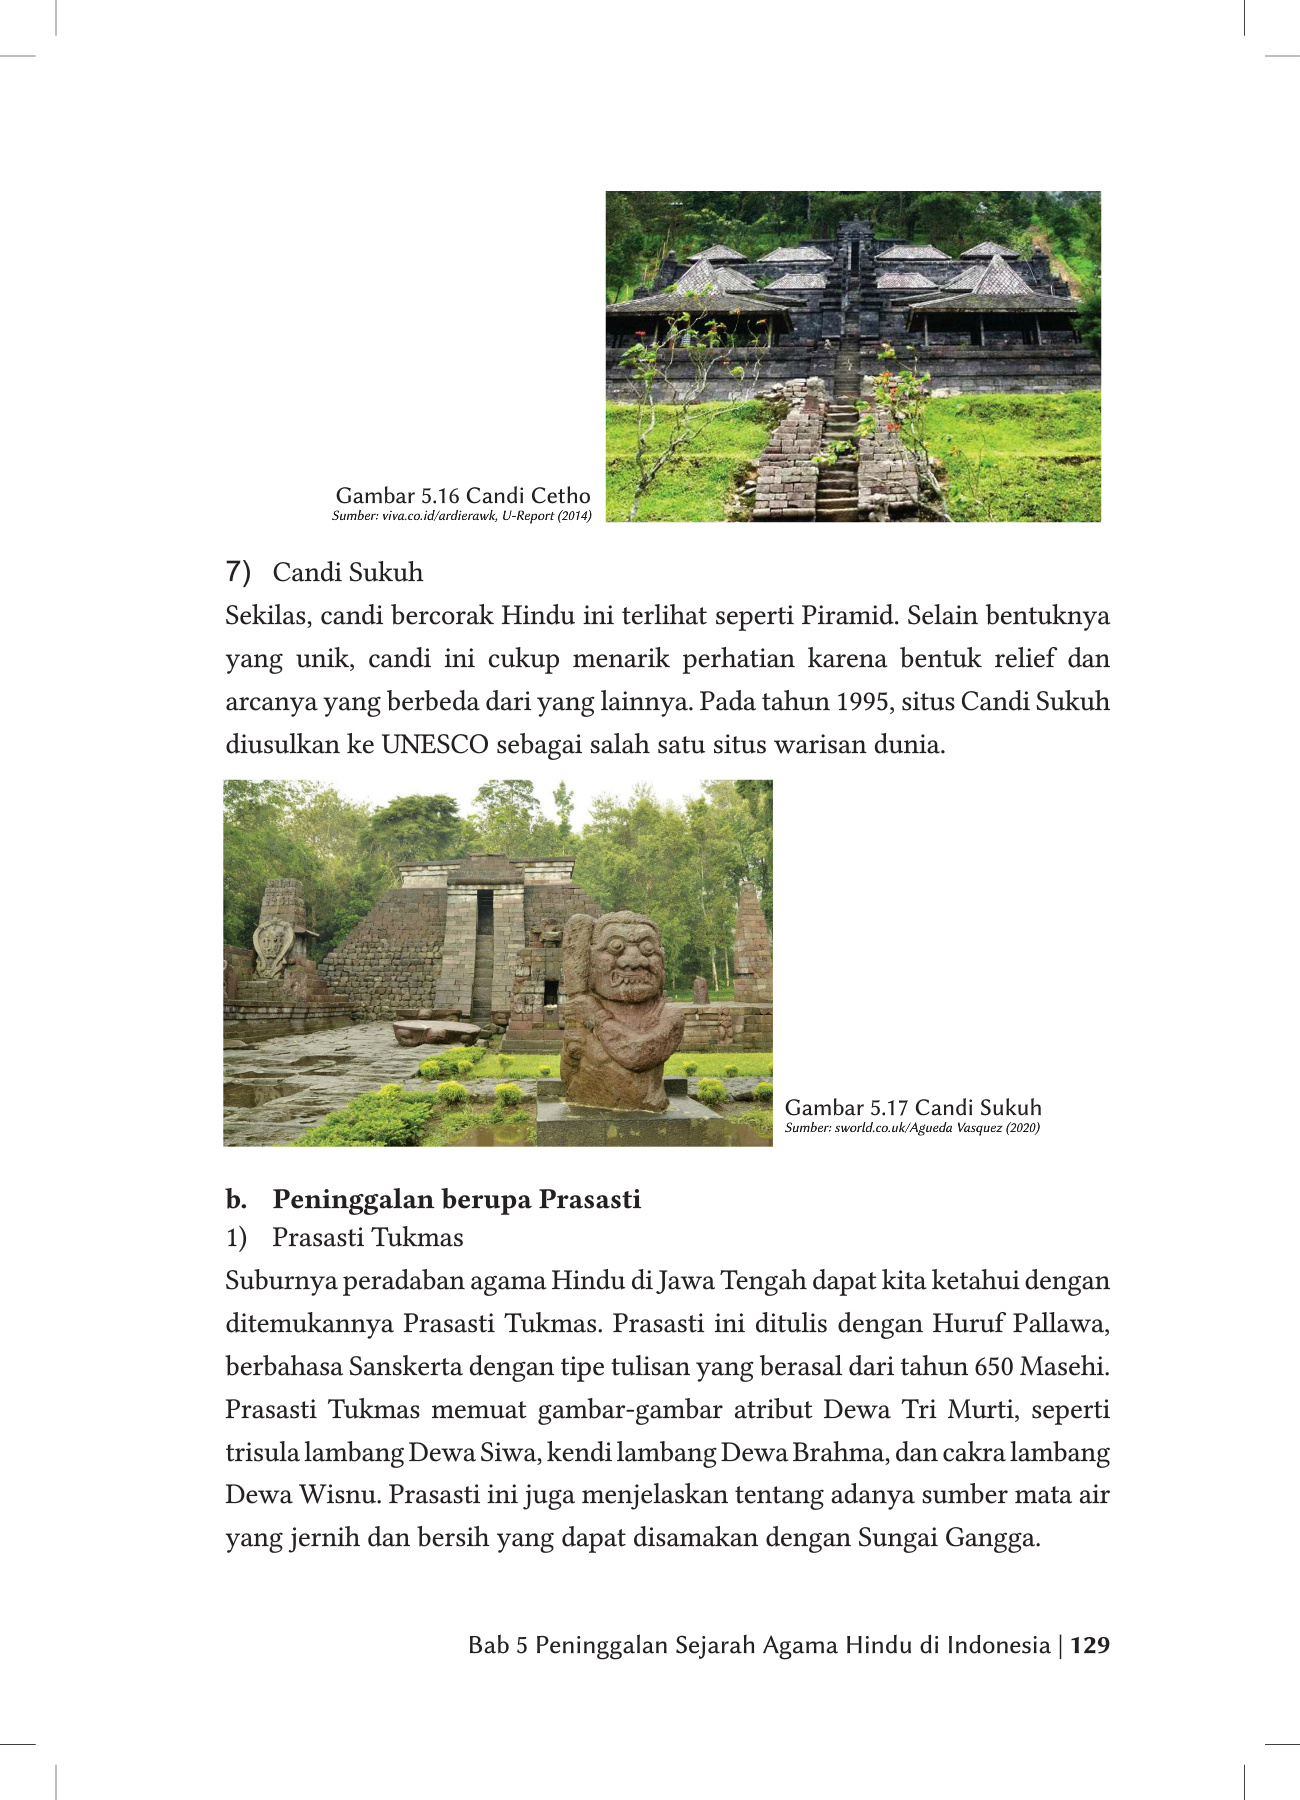 Gambar 5.16 Candi Cetho
Sumber: viva.co.id/ardierawk, U-Report (2014)
7) Candi Sukuh
Sekilas, candi bercorak Hindu ini terlihat seperti Piramid. Selain bentuknya
yang unik, candi ini cukup menarik perhatian karena bentuk relief dan
arcanya yang berbeda dari yang lainnya. Pada tahun 1995, situs Candi Sukuh
diusulkan ke UNESCO sebagai salah satu situs warisan dunia.
Gambar 5.17 Candi Sukuh
Sumber: sworld.co.uk/Agueda Vasquez (2020)
b. Peninggalan berupa Prasasti
1) Prasasti Tukmas
Suburnya peradaban agama Hindu di Jawa Tengah dapat kita ketahui dengan
ditemukannya Prasasti Tukmas. Prasasti ini ditulis dengan Huruf Pallawa,
berbahasa Sanskerta dengan tipe tulisan yang berasal dari tahun 650 Masehi.
Prasasti Tukmas memuat gambar-gambar atribut Dewa Tri Murti, seperti
trisula lambang Dewa Siwa, kendi lambang Dewa Brahma, dan cakra lambang
Dewa Wisnu. Prasasti ini juga menjelaskan tentang adanya sumber mata air
yang jernih dan bersih yang dapat disamakan dengan Sungai Gangga.
Bab 5 Peninggalan Sejarah Agama Hindu di Indonesia | 129